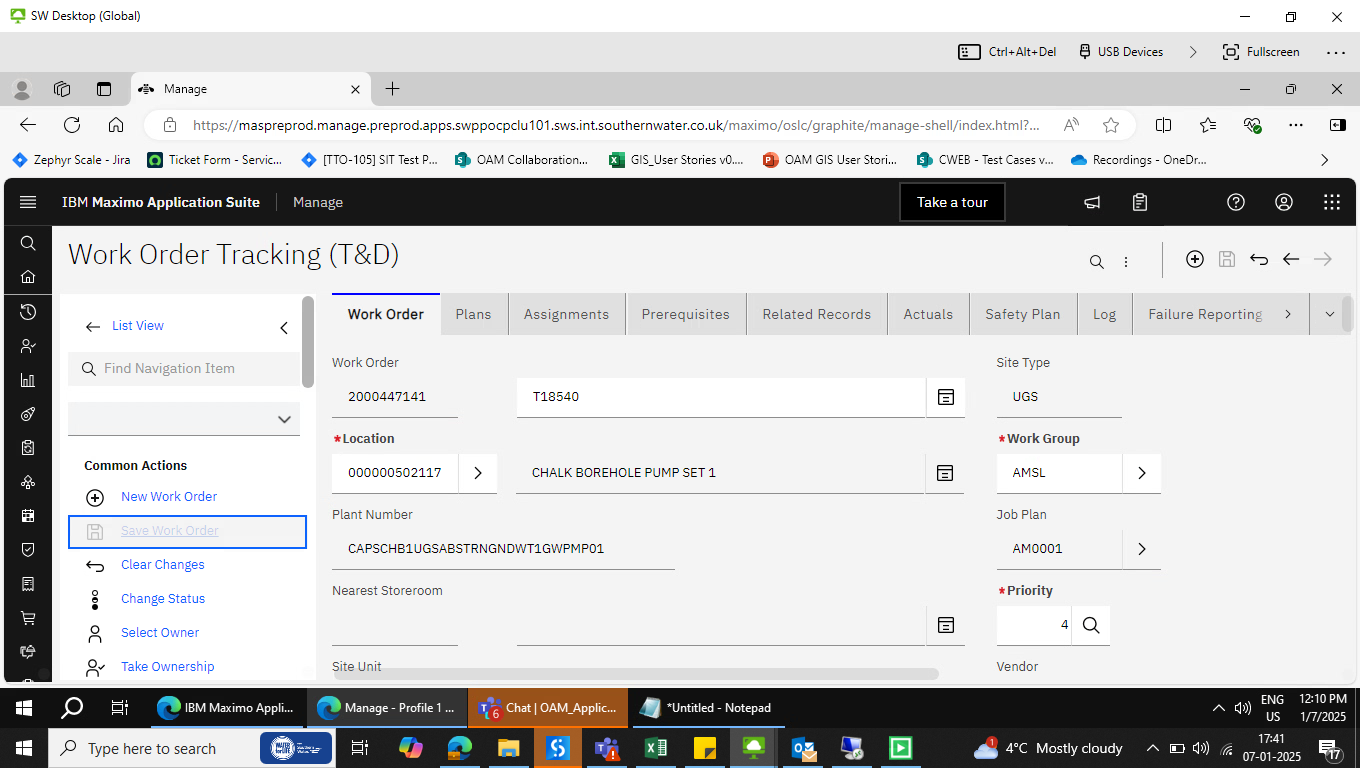 SW Desktop (Global)
Ctrl+Alt+Del
USB Devices
Fullscreen
Manage
https://maspreprod.manage.preprod.apps.swppocpclu101.sws.int.southernwater.co.uk/maximo/oslc/graphite/manage-shell/index.html?...
Zephyr Scale - Jira
Ticket Form - Servic...
[TTO-105] SIT Test P...
OAM Collaboration...
GIS_User Stories v0....
OAM GIS User Stori...
CWEB - Test Cases v...
Recordings - OneDr...
IBM Maximo Application Suite
Manage
Take a tour
Work Order Tracking (T&D)
List View
Find Navigation Item
Common Actions
New Work Order
Save Work Order
Clear Changes
Change Status
Select Owner
Take Ownership
Work Order
Plans
Assignments
Prerequisites
Related Records
Actuals
Safety Plan
Log
Failure Reporting
Work Order
2000447141
T18540
Site Type
UGS
*Location
000000502117
CHALK BOREHOLE PUMP SET 1
*Work Group
AMSL
Plant Number
CAPSCHB1UGSABSTRNGNDWT1GWPMP01
Job Plan
AM0001
Nearest Storeroom
*Priority
4
Site Unit
Vendor
IBM Maximo Appli...
Manage - Profile 1 ...
6
Chat | OAM_Applic...
*Untitled - Notepad
ENG
US
12:10 PM
1/7/2025
Type here to search
1
4°C Mostly cloudy
17:41
07-01-2025
17